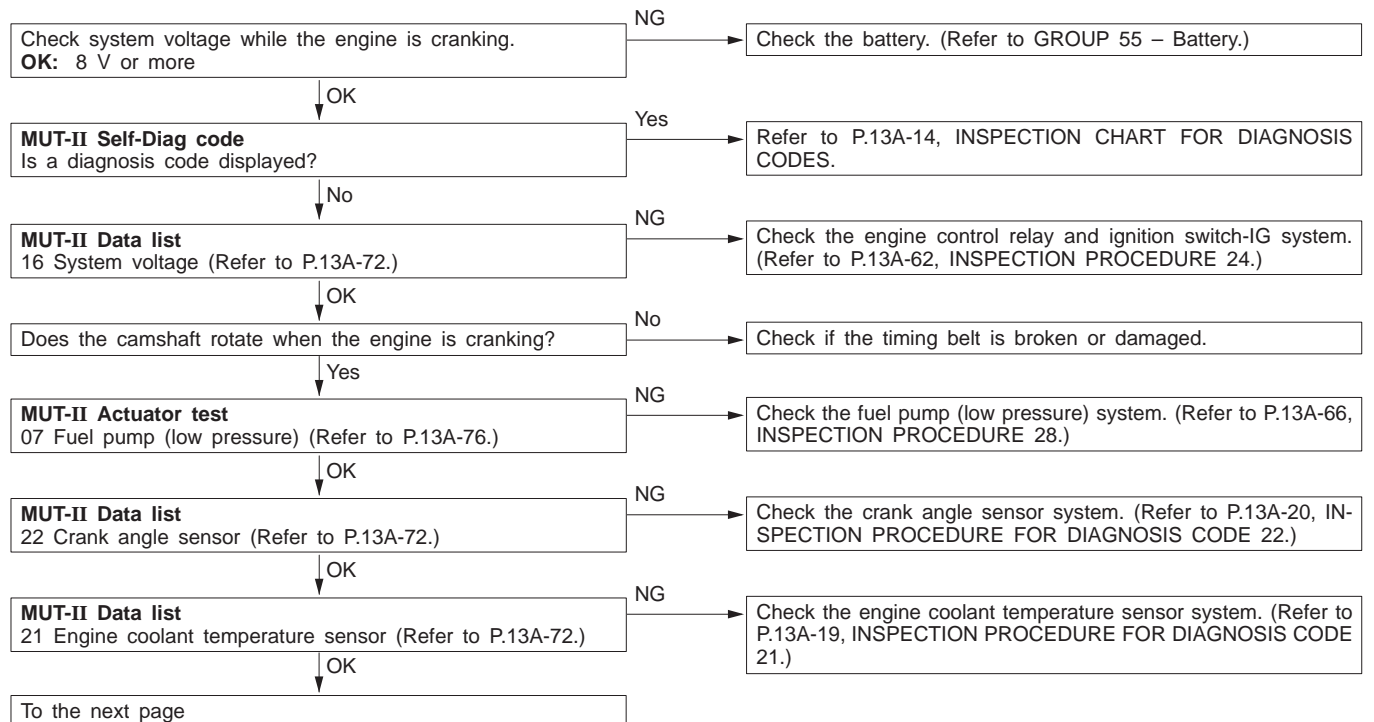 NG
Check system voltage while the engine is cranking.
OK: 8 V or more
Check the battery. (Refer to GROUP 55 – Battery.)
OK
Yes
MUT-II Self-Diag code
Is a diagnosis code displayed?
Refer to P.13A-14, INSPECTION CHART FOR DIAGNOSIS
CODES.
No
NG
MUT-II Data list
16 System voltage (Refer to P.13A-72.)
Check the engine control relay and ignition switch-IG system.
(Refer to P.13A-62, INSPECTION PROCEDURE 24.)
OK
No
Does the camshaft rotate when the engine is cranking?
Check if the timing belt is broken or damaged.
Yes
NG
MUT-II Actuator test
07 Fuel pump (low pressure) (Refer to P.13A-76.)
Check the fuel pump (low pressure) system. (Refer to P.13A-66,
INSPECTION PROCEDURE 28.)
OK
NG
MUT-II Data list
22 Crank angle sensor (Refer to P.13A-72.)
Check the crank angle sensor system. (Refer to P.13A-20, IN-
SPECTION PROCEDURE FOR DIAGNOSIS CODE 22.)
OK
NG
MUT-II Data list
21 Engine coolant temperature sensor (Refer to P.13A-72.)
Check the engine coolant temperature sensor system. (Refer to
P.13A-19, INSPECTION PROCEDURE FOR DIAGNOSIS CODE
21.)
OK
To the next page